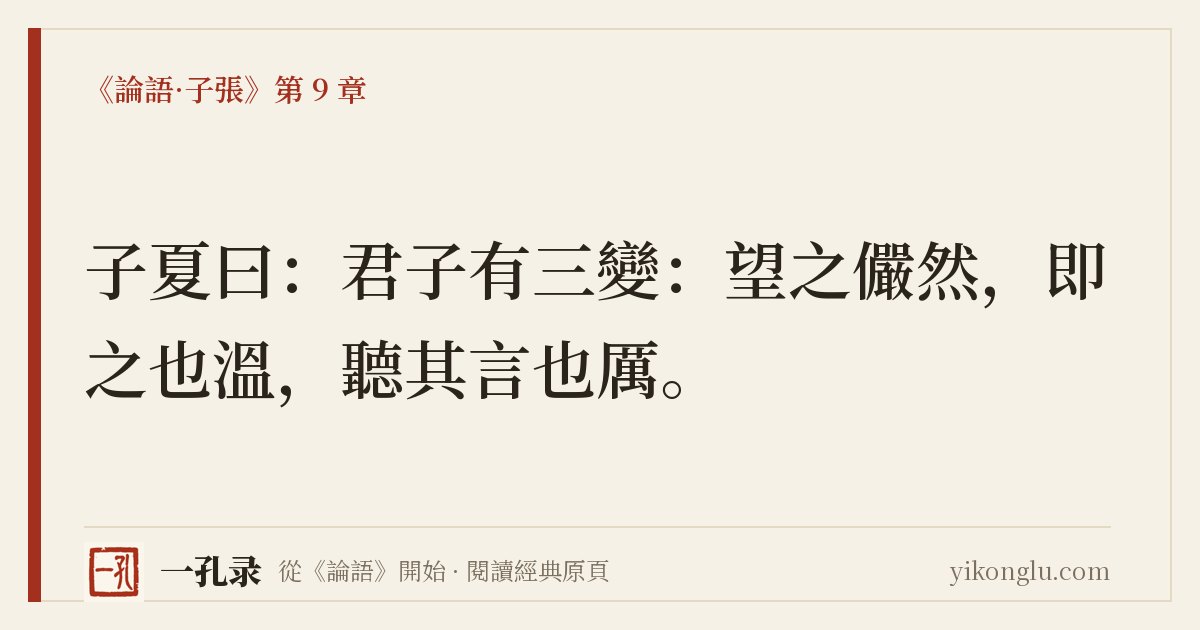 《論語·子張》第 9 章
子夏曰：君子有三變：望之儼然，即
之也溫，聽其言也厲。
一孔
一孔录 從《論語》開始 · 閱讀經典原頁 yikonglu.com